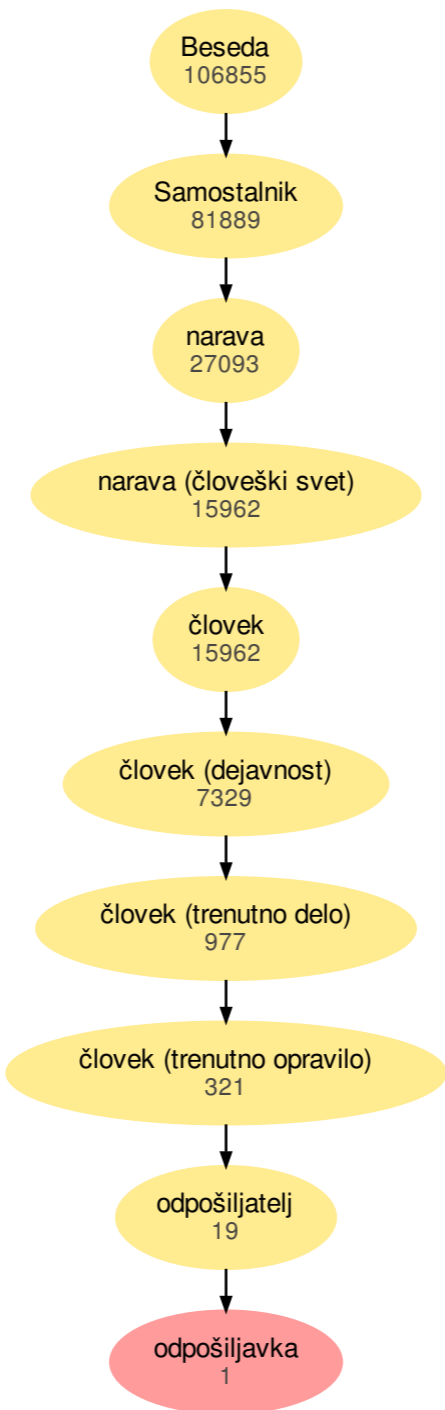 Beseda
106855
Samostalnik
81889
narava
27093
narava (človeški svet)
15962
človek
15962
človek (dejavnost)
7329
človek (trenutno delo)
977
človek (trenutno opravilo)
321
odpošiljatelj
19
odpošiljavka
1